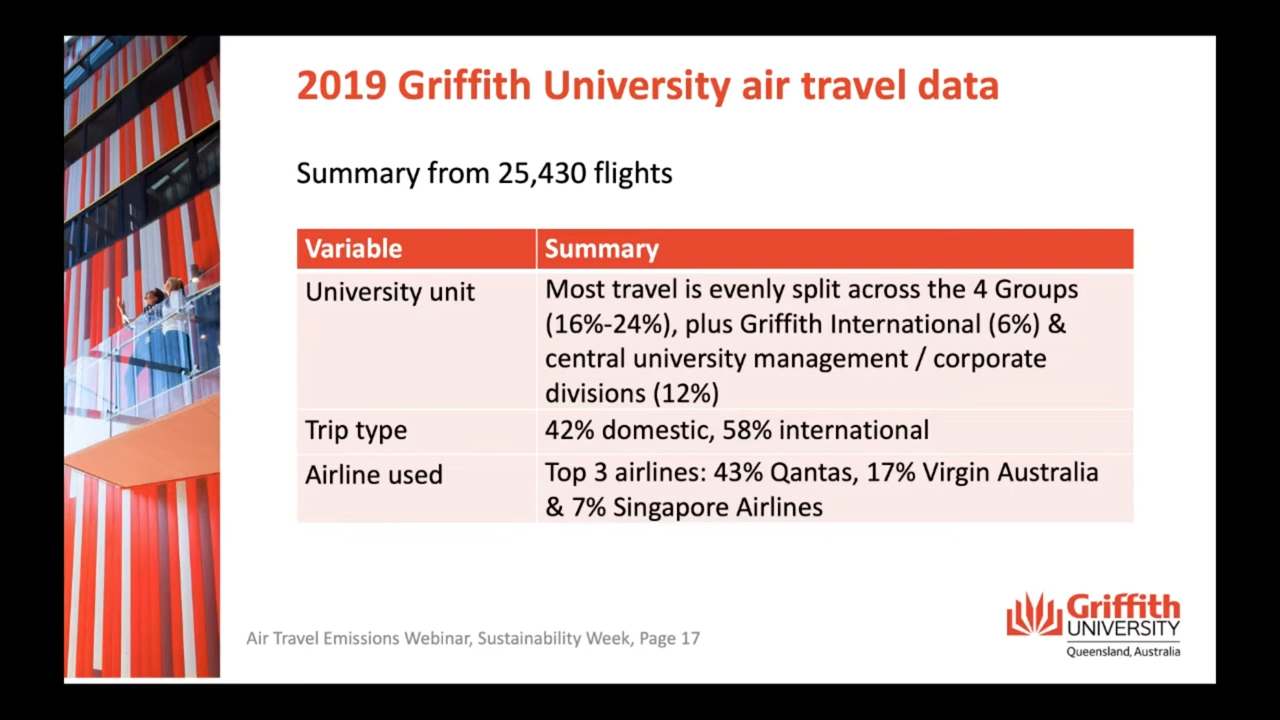 2019 Griffith University air travel data
Summary from 25,430 flights
Variable
Summary
University unit
Most travel is evenly split across the 4 Groups
(16%-24%), plus Griffith International (6%) &
central university management / corporate
divisions (12%)
Trip type
42% domestic, 58% international
Airline used
Top 3 airlines: 43% Qantas, 17% Virgin Australia
& 7% Singapore Airlines
Air Travel Emissions Webinar, Sustainability Week, Page 17
Griffith
UNIVERSITY
Queensland, Australia